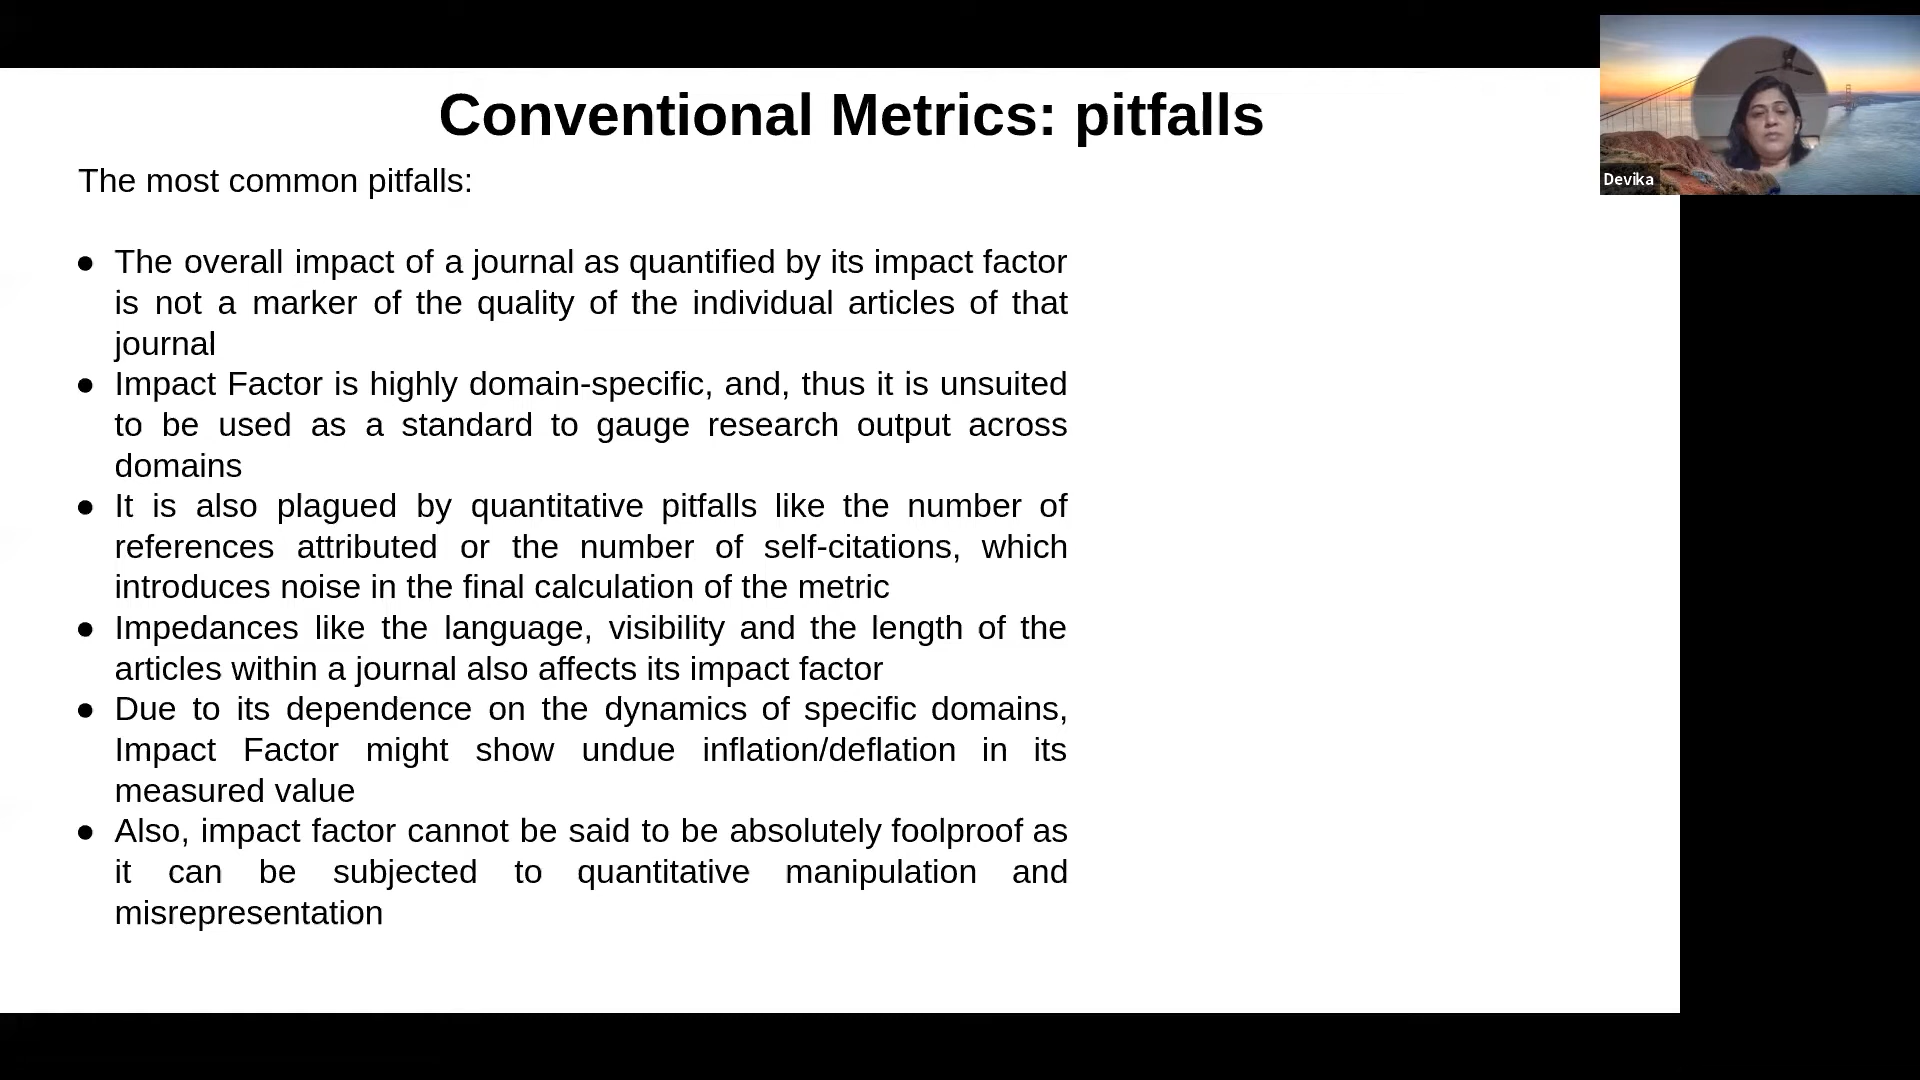 Conventional Metrics: pitfalls
Devika
The most common pitfalls:
● The overall impact of a journal as quantified by its impact factor
is not a marker of the quality of the individual articles of that
journal
● Impact Factor is highly domain-specific, and, thus it is unsuited
to be used as a standard to gauge research output across
domains
● It is also plagued by quantitative pitfalls like the number of
references attributed or the number of self-citations, which
introduces noise in the final calculation of the metric
● Impedances like the language, visibility and the length of the
articles within a journal also affects its impact factor
● Due to its dependence on the dynamics of specific domains,
Impact Factor might show undue inflation/deflation in its
measured value
● Also, impact factor cannot be said to be absolutely foolproof as
it can be subjected to quantitative manipulation and
misrepresentation